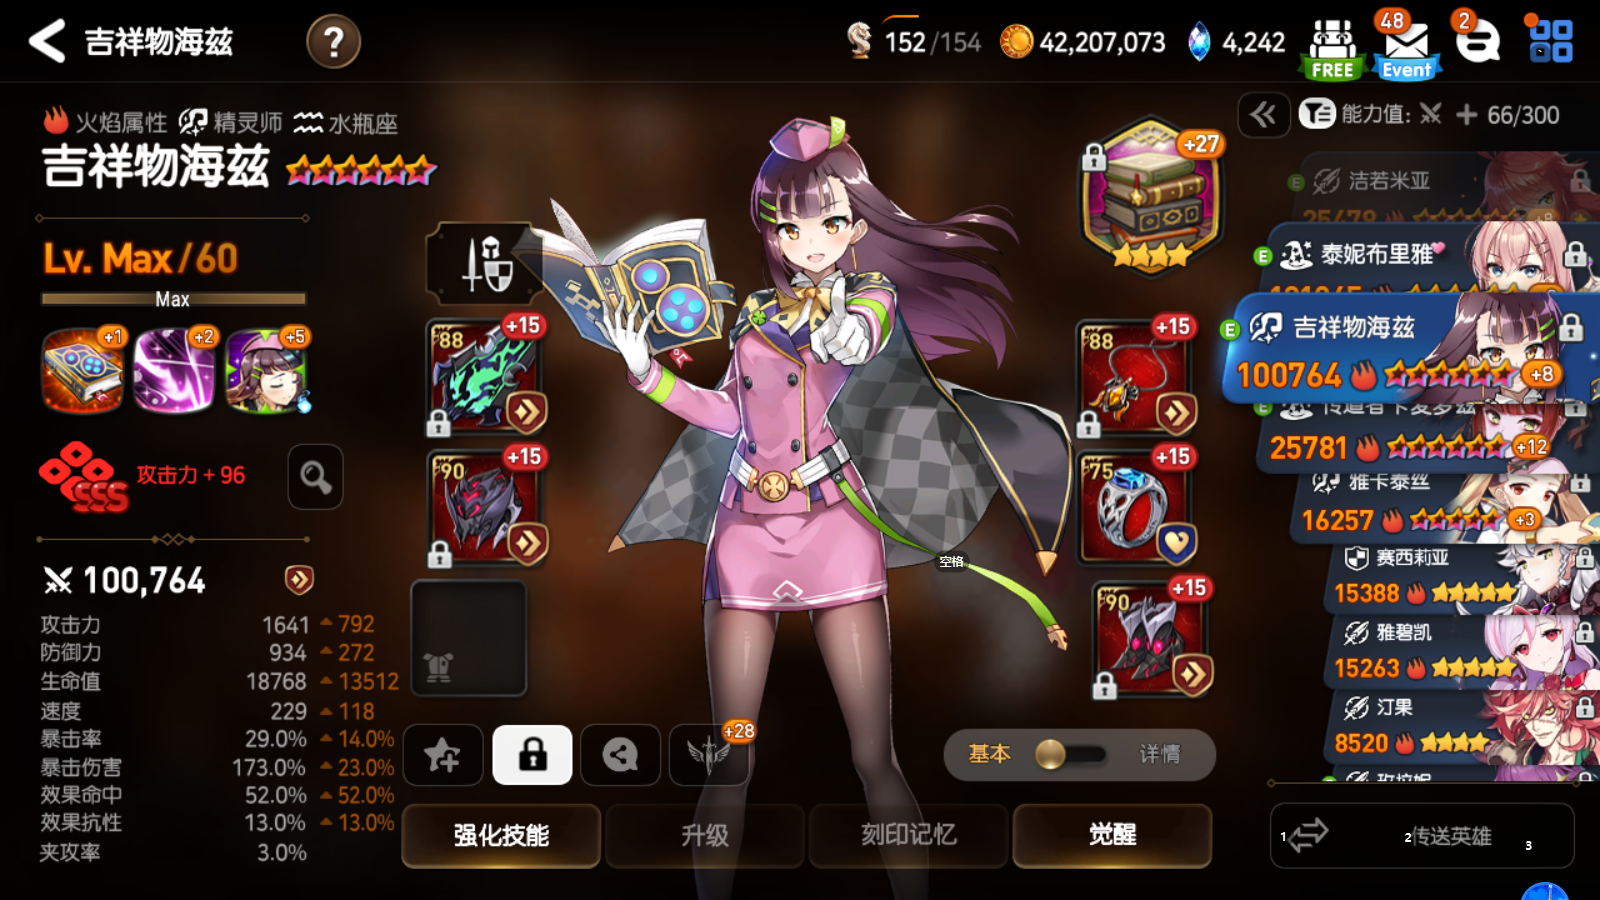 吉祥物海兹
?
152/154
42,207,073
4,242
FREE
48
Event
2
火焰属性 精灵师 水瓶座
吉祥物海兹
Lv. Max/60
Max
+1
+2
+5
SSS
攻击力 + 96
100,764
攻击力 1641 792
防御力 934 272
生命值 18768 13512
速度 229 118
暴击率 29.0% 14.0%
暴击伤害 173.0% 23.0%
效果命中 52.0% 52.0%
效果抗性 13.0% 13.0%
夹攻率 3.0%
88 +15
90 +15
+27
88 +15
75 +15
90 +15
空格
+28
基本 详情
强化技能
升级
刻印记忆
觉醒
能力值: 66/300
E 洁若米亚
E 泰妮布里雅
E 吉祥物海兹
100764 +8
E
25781 +12
雅卡泰丝
16257 +3
赛西莉亚
15388
雅碧凯
15263
汀果
8520
1
2 传送英雄
3